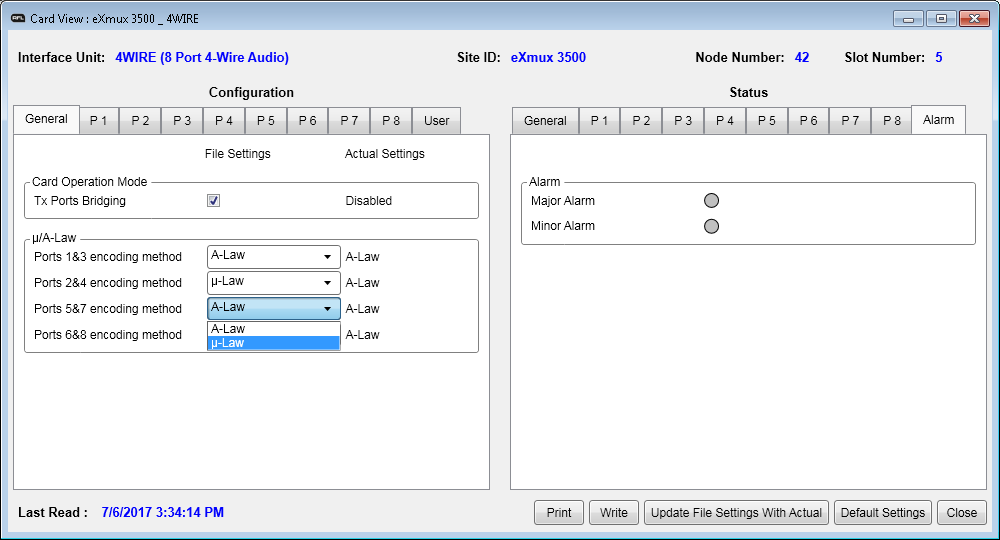 AFL Card View : eXmux 3500 _ 4WIRE
Interface Unit: 4WIRE (8 Port 4-Wire Audio) Site ID: eXmux 3500 Node Number: 42 Slot Number: 5
Configuration
General P 1 P 2 P 3 P 4 P 5 P 6 P 7 P 8 User
File Settings Actual Settings
Card Operation Mode
Tx Ports Bridging Disabled
µ/A-Law
Ports 1&3 encoding method A-Law A-Law
Ports 2&4 encoding method µ-Law A-Law
Ports 5&7 encoding method A-Law A-Law
Ports 6&8 encoding method A-Law
A-Law
µ-Law
Status
General P 1 P 2 P 3 P 4 P 5 P 6 P 7 P 8 Alarm
Alarm
Major Alarm
Minor Alarm
Last Read : 7/6/2017 3:34:14 PM
Print Write Update File Settings With Actual Default Settings Close